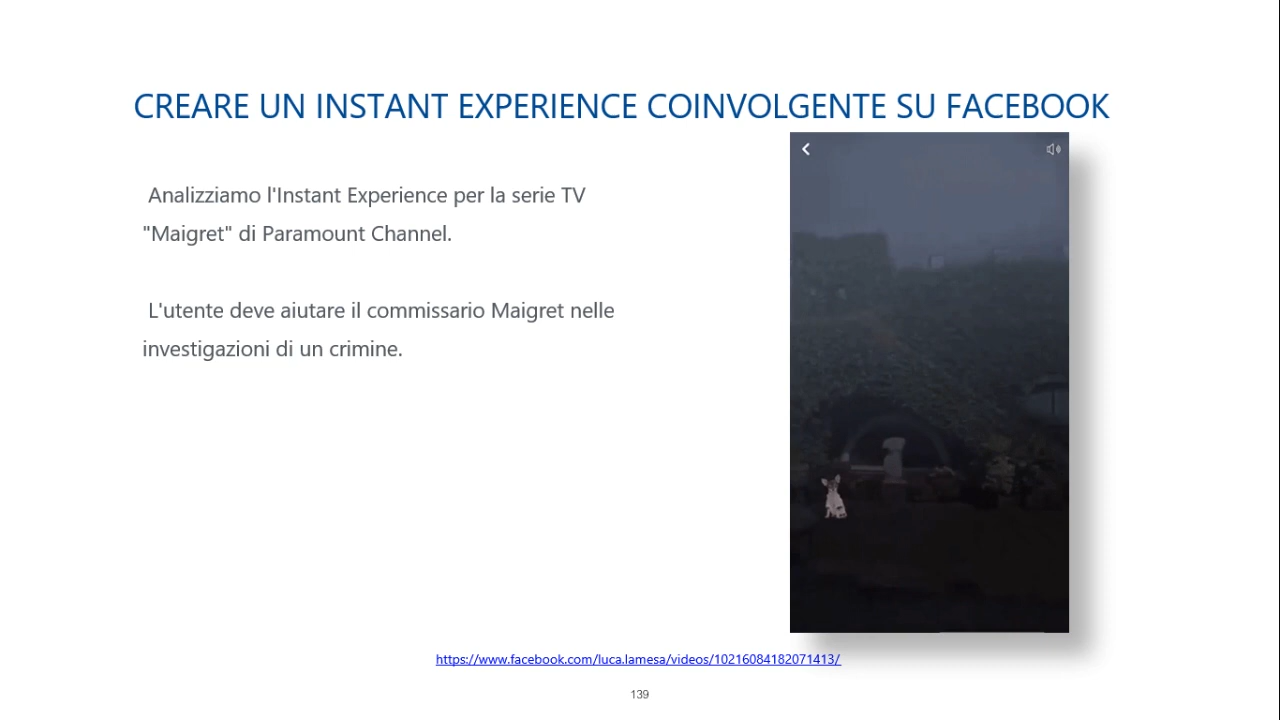 CREARE UN INSTANT EXPERIENCE COINVOLGENTE SU FACEBOOK
Analizziamo l'Instant Experience per la serie TV
"Maigret" di Paramount Channel.
L'utente deve aiutare il commissario Maigret nelle
investigazioni di un crimine.
https://www.facebook.com/luca.lamesa/videos/10216084182071413/
139